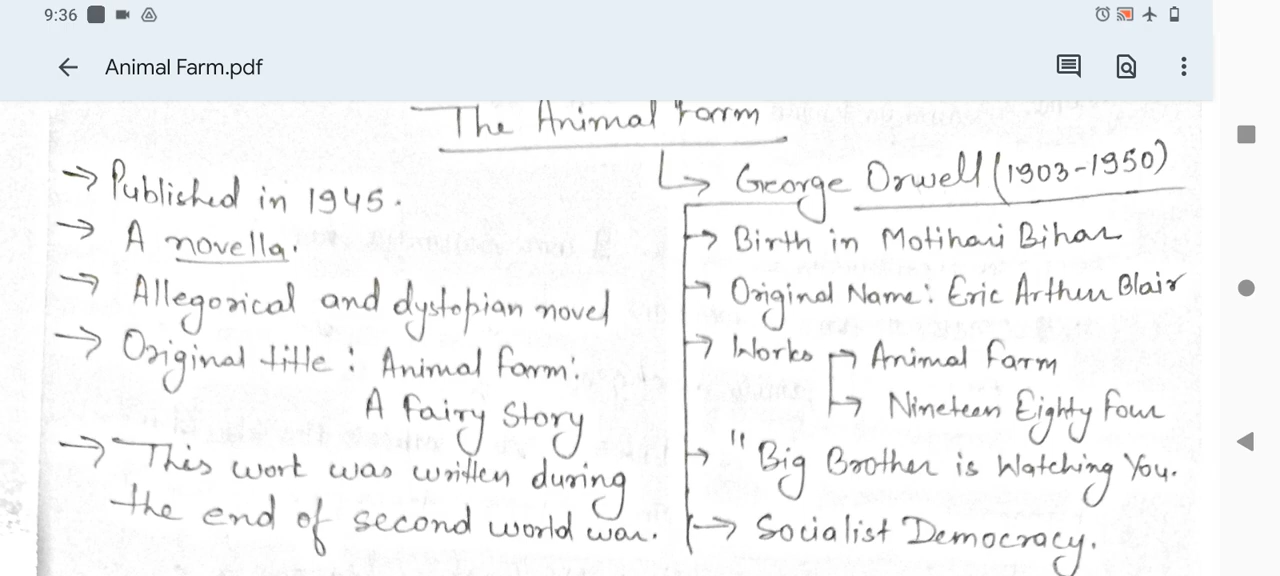 9:36
Animal Farm.pdf
The Animal Farm
→ Published in 1945.
→ A novella.
→ Allegorical and dystopian novel
→ Original title : Animal farm:
A fairy Story
→ This work was written during
the end of second world war.
↳ George Orwell (1903-1950)
→ Birth in Motihari Bihar
→ Original Name: Eric Arthur Blair
→ Works → Animal Farm
→ Nineteen Eighty Four
→ "Big Brother is Watching You.
→ Socialist Democracy.